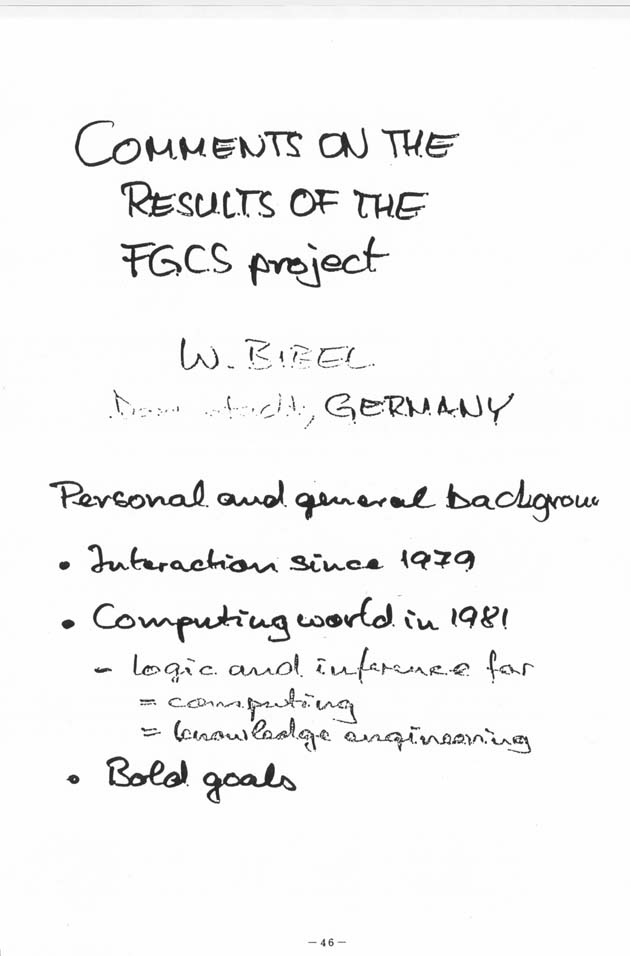 COMMENTS ON THE
RESULTS OF THE
FGCS project
W. BIBEL
GERMANY
Personal and general backgrou
• Interaction since 1979
• Computing world in 1981
- logic and inference for
= computing
= knowledge engineering
• Bold goals
— 46 —